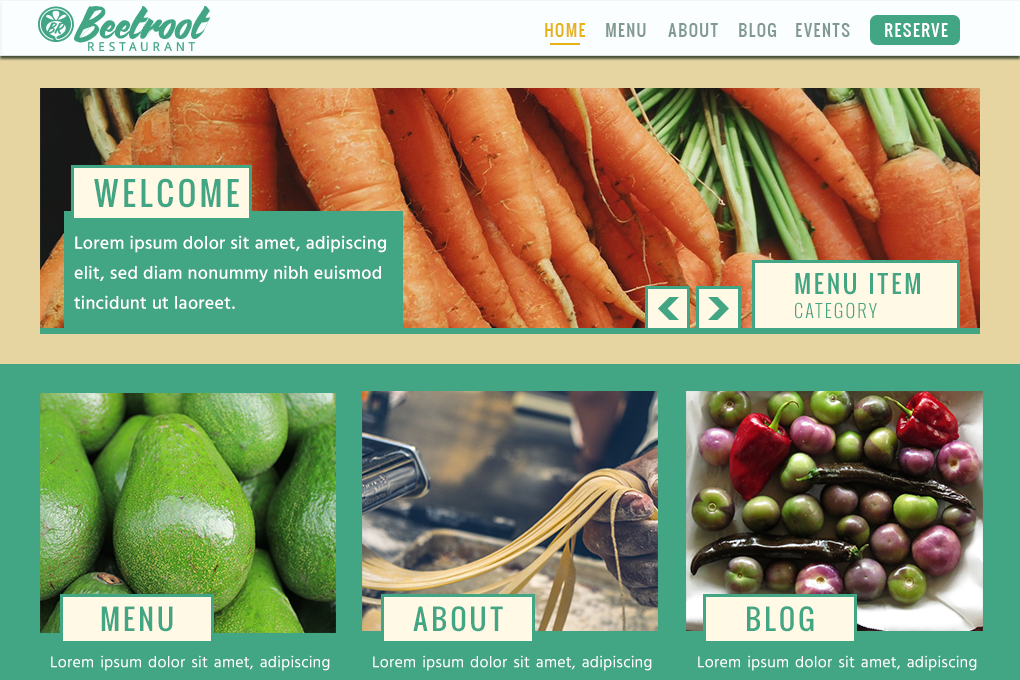 BR
Beetroot
RESTAURANT
HOME MENU ABOUT BLOG EVENTS RESERVE
WELCOME
Lorem ipsum dolor sit amet, adipiscing
elit, sed diam nonummy nibh euismod
tincidunt ut laoreet.
MENU ITEM
CATEGORY
MENU
Lorem ipsum dolor sit amet, adipiscing
ABOUT
Lorem ipsum dolor sit amet, adipiscing
BLOG
Lorem ipsum dolor sit amet, adipiscing